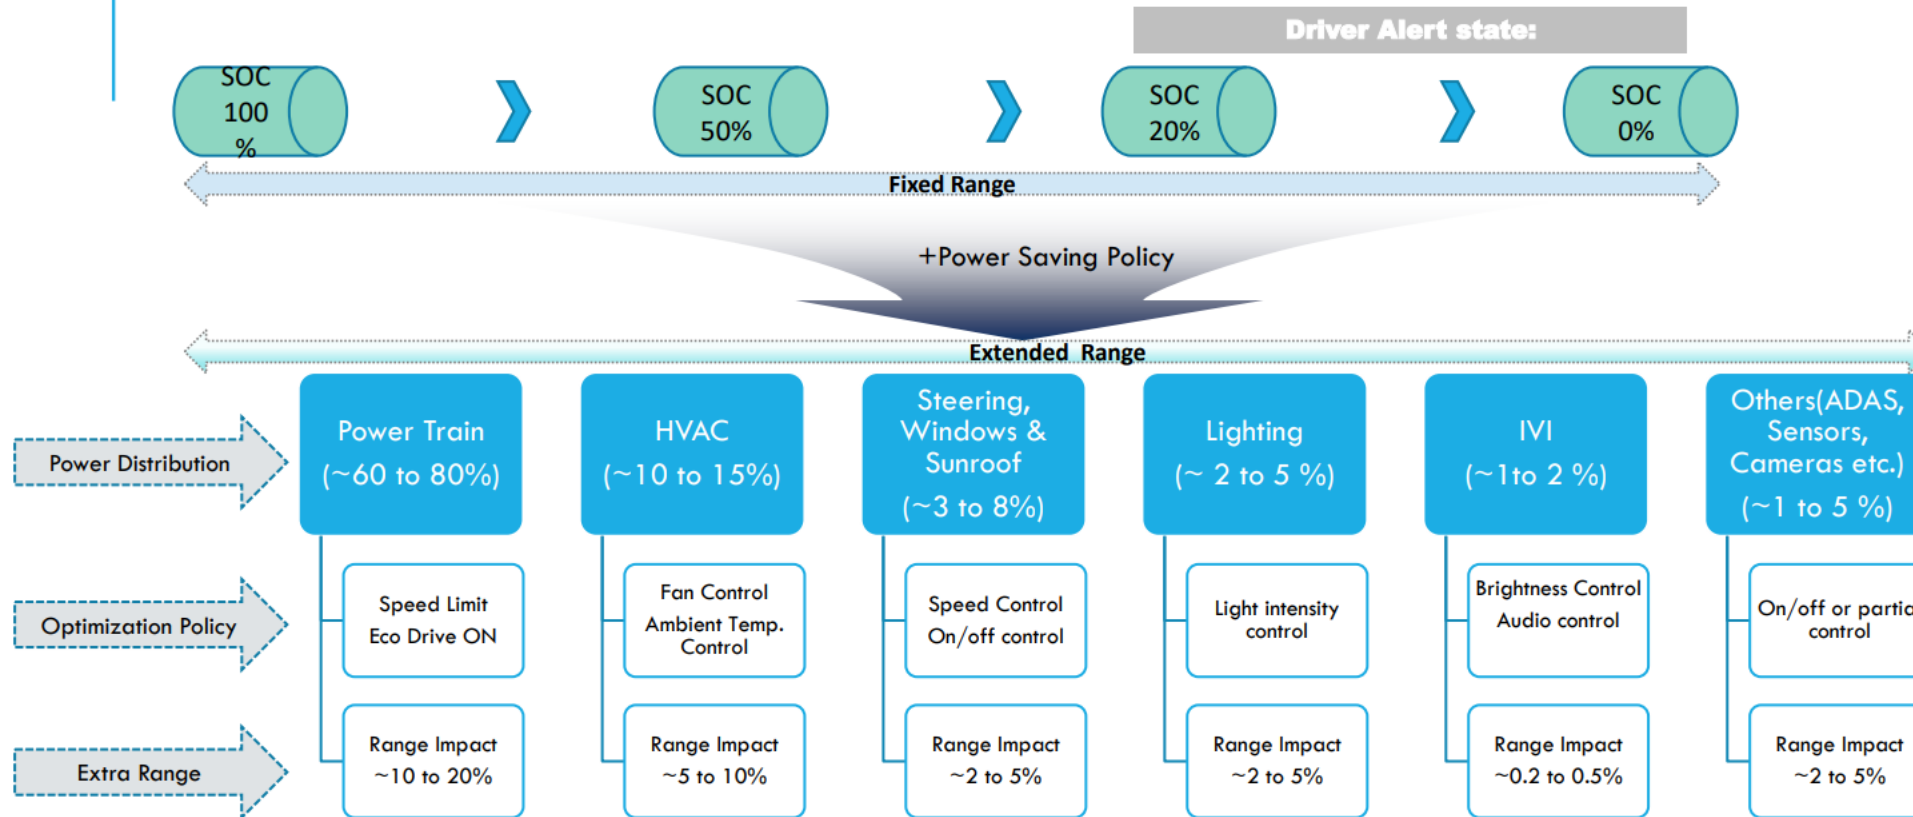 Driver Alert state:
SOC
100
%
SOC
50%
SOC
20%
SOC
0%
Fixed Range
+Power Saving Policy
Extended Range
Power Distribution
Power Train
(~60 to 80%)
HVAC
(~10 to 15%)
Steering,
Windows &
Sunroof
(~3 to 8%)
Lighting
(~ 2 to 5 %)
IVI
(~1to 2 %)
Others(ADAS,
Sensors,
Cameras etc.)
(~1 to 5 %)
Optimization Policy
Speed Limit
Eco Drive ON
Fan Control
Ambient Temp.
Control
Speed Control
On/off control
Light intensity
control
Brightness Control
Audio control
On/off or partia
control
Extra Range
Range Impact
~10 to 20%
Range Impact
~5 to 10%
Range Impact
~2 to 5%
Range Impact
~2 to 5%
Range Impact
~0.2 to 0.5%
Range Impact
~2 to 5%